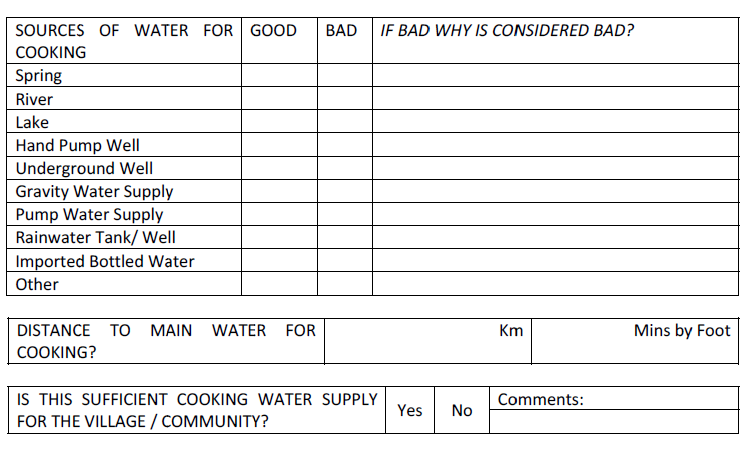 SOURCES OF WATER FOR COOKING GOOD BAD IF BAD WHY IS CONSIDERED BAD?
Spring
River
Lake
Hand Pump Well
Underground Well
Gravity Water Supply
Pump Water Supply
Rainwater Tank/ Well
Imported Bottled Water
Other
DISTANCE TO MAIN WATER FOR COOKING? Km Mins by Foot
IS THIS SUFFICIENT COOKING WATER SUPPLY
FOR THE VILLAGE / COMMUNITY? Yes No Comments: